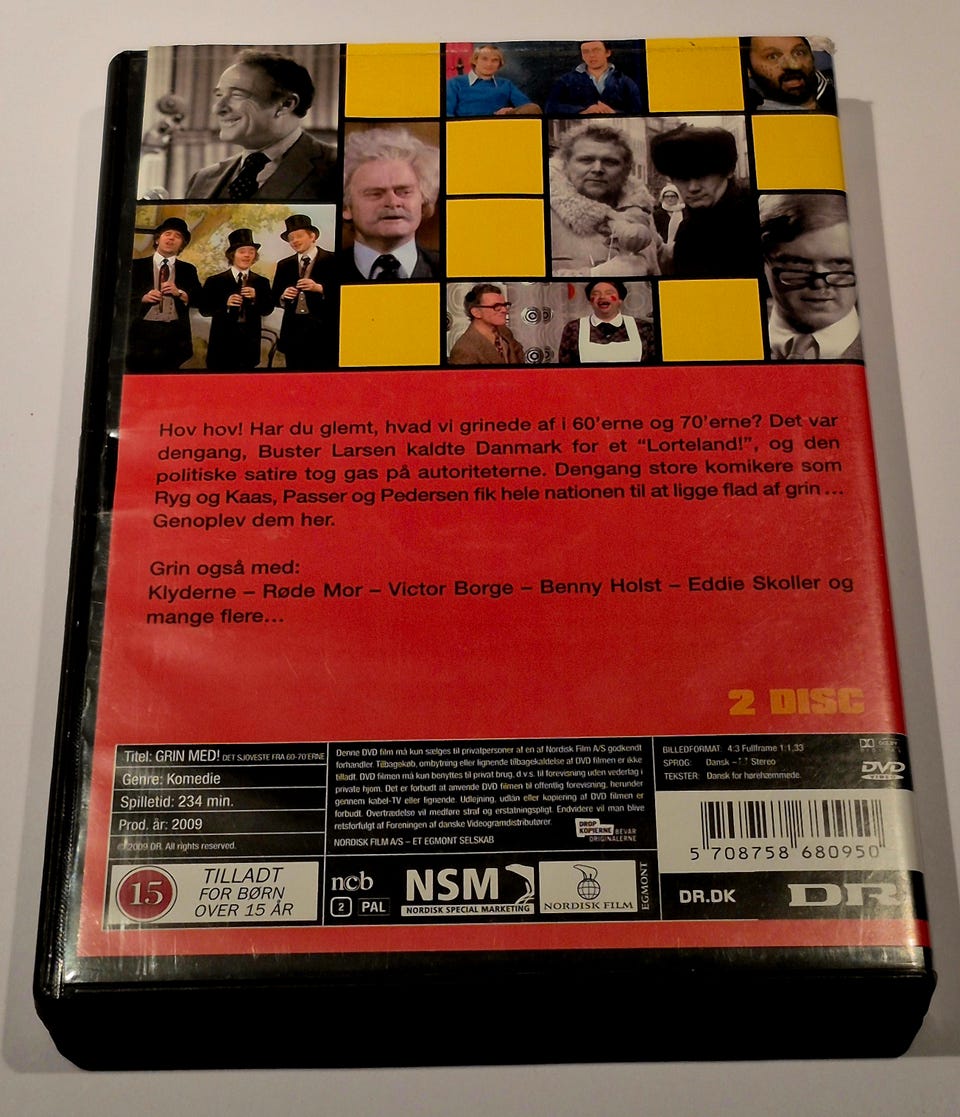 Hov hov! Har du glemt, hvad vi grinede af i 60'erne og 70'erne? Det var
dengang, Buster Larsen kaldte Danmark for et "Lorteland!", og den
politiske satire tog gas på autoriteterne. Dengang store komikere som
Ryg og Kaas, Passer og Pedersen fik hele nationen til at ligge flad af grin...
Genoplev dem her.
Grin også med:
Klyderne – Røde Mor – Victor Borge – Benny Holst – Eddie Skoller og
mange flere...
2 DISC
Titel: GRIN MED! DET SJOVESTE FRA 60-70'ERNE
Genre: Komedie
Spilletid: 234 min.
Prod. år: 2009
©2009 DR. All rights reserved.
Denne DVD film må kun sælges til privatpersoner af en af Nordisk Film A/S godkendt
forhandler. Tilbagekøb, ombytning eller lignende tilbagekaldelse af DVD filmen er ikke
tilladt. DVD filmen må kun benyttes til privat brug, d.v.s. til forevisning uden vederlag i
private hjem. Det er forbudt at anvende DVD filmen til offentlig forevisning, herunder
gennem kabel-TV eller lignende. Udlejning, udlån eller kopiering af DVD filmen er
forbudt. Overtrædelse vil medføre straf og erstatningspligt. Endvidere vil man blive
retsforfulgt af Foreningen af danske Videogramdistributører.
DROP KOPIERNE BEVAR ORIGINALERNE
NORDISK FILM A/S – ET EGMONT SELSKAB
BILLEDFORMAT: 4:3 Fullframe 1:1,33
SPROG: Dansk – Stereo
TEKSTER: Dansk for hørehæmmede.
DOLBY DIGITAL
DVD VIDEO
5 708758 680950
15
TILLADT
FOR BØRN
OVER 15 ÅR
ncb
2 PAL
NSM
NORDISK SPECIAL MARKETING
NORDISK FILM
EGMONT
DR.DK
DR